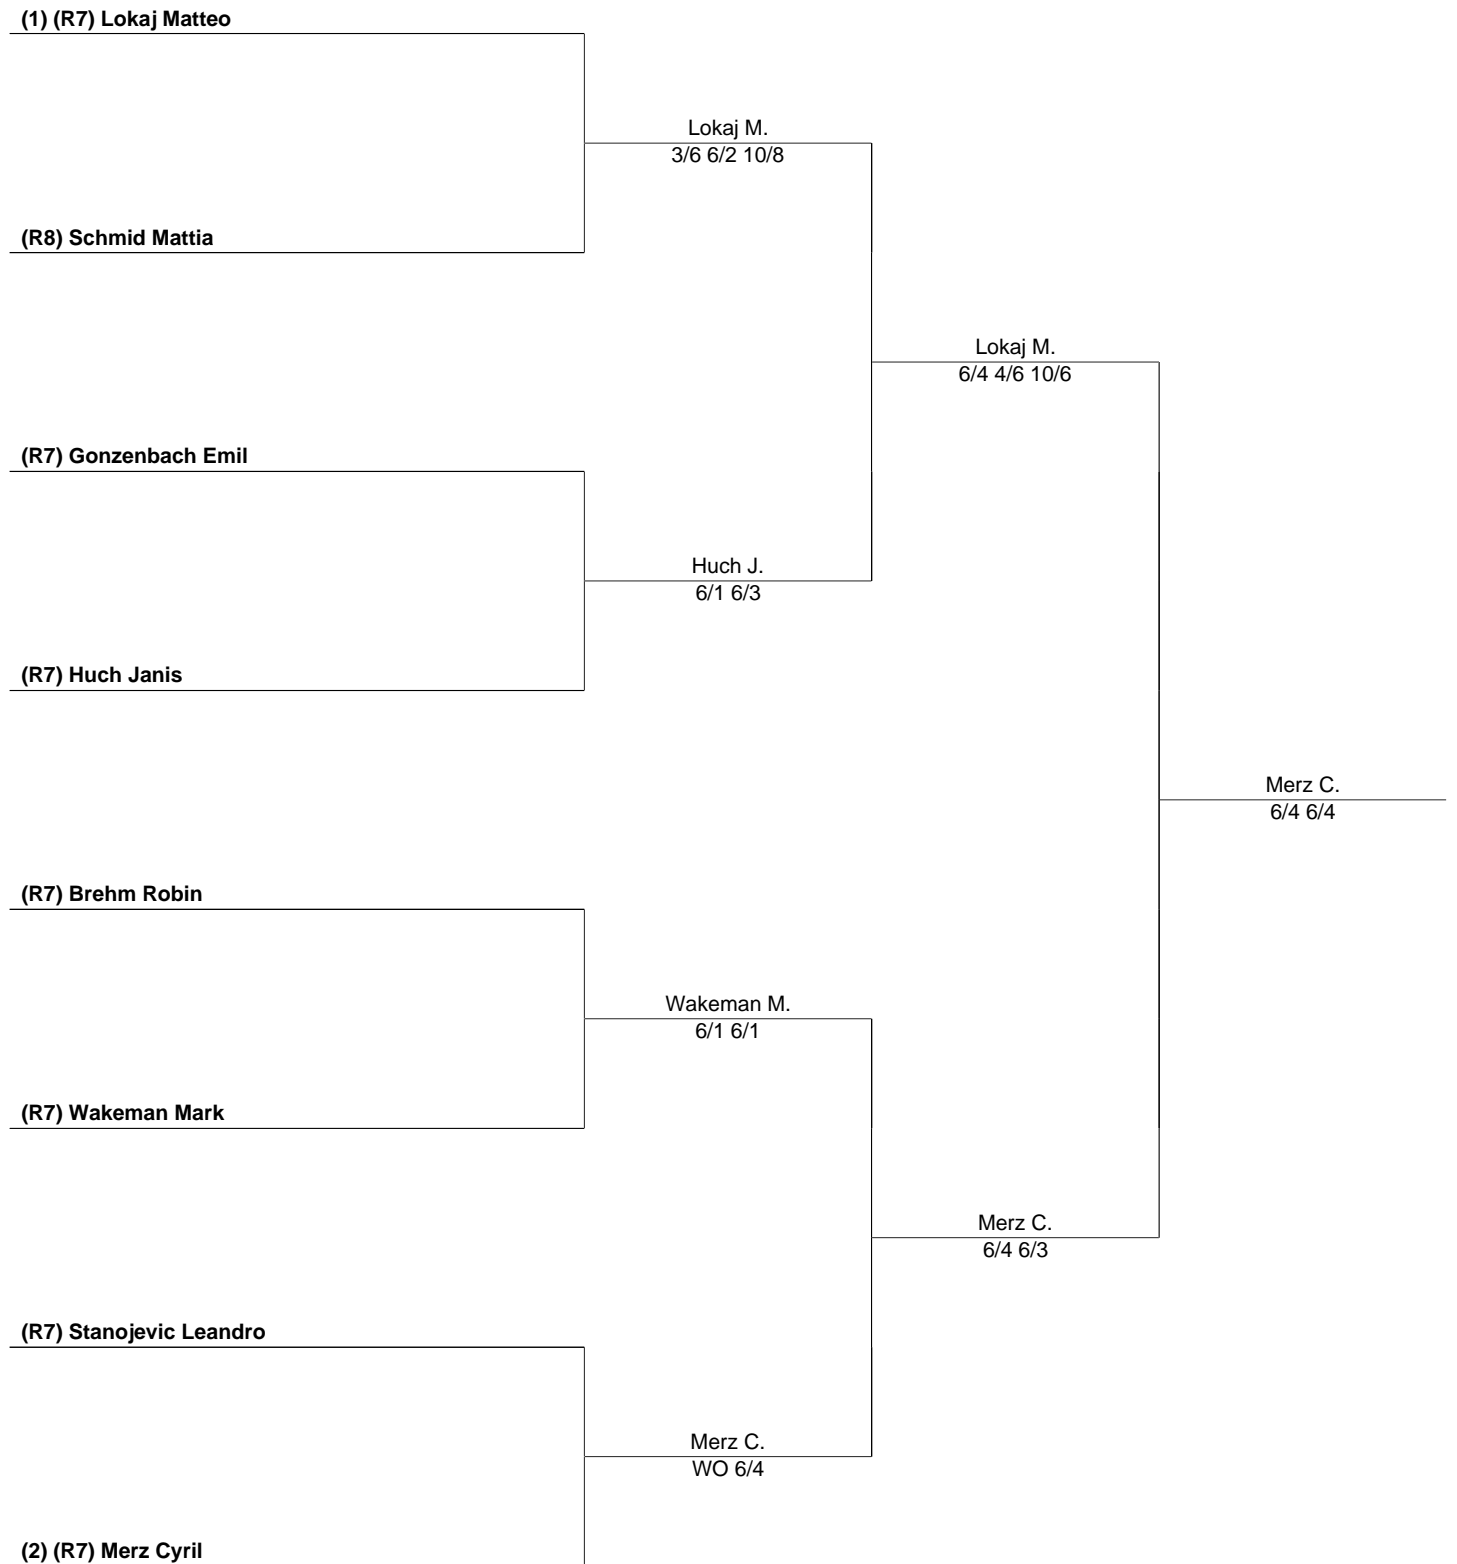 (1) (R7) Lokaj Matteo
Lokaj M.
3/6 6/2 10/8
(R8) Schmid Mattia
Lokaj M.
6/4 4/6 10/6
(R7) Gonzenbach Emil
Huch J.
6/1 6/3
(R7) Huch Janis
Merz C.
6/4 6/4
(R7) Brehm Robin
Wakeman M.
6/1 6/1
(R7) Wakeman Mark
Merz C.
6/4 6/3
(R7) Stanojevic Leandro
Merz C.
WO 6/4
(2) (R7) Merz Cyril